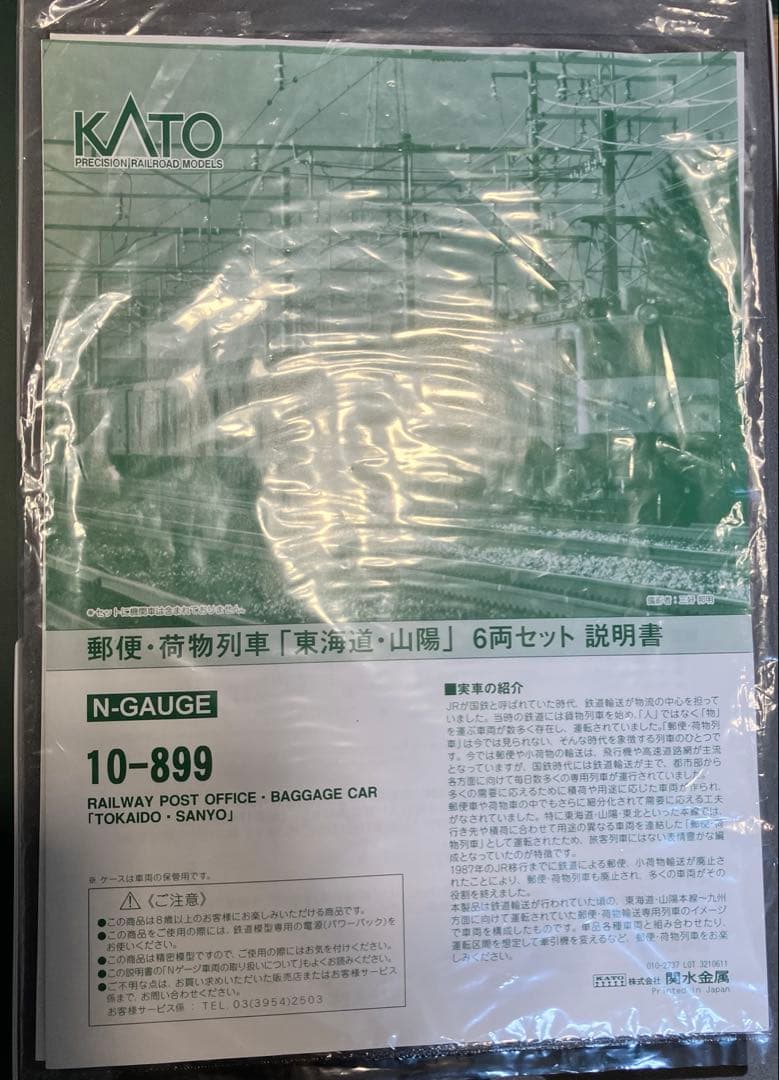 KATO
PRECISION RAILROAD MODELS
※セットに機関車は含まれておりません。
撮影者：三好 和明
郵便・荷物列車「東海道・山陽」 6両セット 説明書
N-GAUGE
10-899
RAILWAY POST OFFICE・BAGGAGE CAR
「TOKAIDO・SANYO」
※ ケースは車両の保管用です。
⚠《ご注意》
●この商品は8歳以上のお客様にお楽しみいただける商品です。
●この商品をご使用の際には、鉄道模型専用の電源（パワーパック）を
お使いください。
●この商品は精密模型ですので、ご使用の際にはお気を付けください。
●この説明書の「Nゲージ車両の取り扱いについて」もよくお読みください。
●ご不明な点は、お買い求めいただいた販売店またはお客様サービス
係まで、お問い合わせください。
お客様サービス係 : TEL. 03(3954)2503
■実車の紹介
JRが国鉄と呼ばれていた時代、鉄道輸送が物流の中心を担って
いました。当時の鉄道には貨物列車を始め、「人」ではなく「物」
を運ぶ車両が数多く存在し、運転されていました。「郵便・荷物列
車」は今では見られない、そんな時代を象徴する列車のひとつで
す。今では郵便や小荷物の輸送は、飛行機や高速道路網が主流
となっていますが、国鉄時代には鉄道輸送が主で、都市部から
各方面に向けて毎日数多くの専用列車が運行されていました。
多くの需要に応えるために積荷や用途に応じた車両が作られ、
郵便車や荷物車の中でもさらに細分化されて需要に応える工夫
がなされていました。特に東海道・山陽・東北といった本線では、
行き先や積荷に合わせて用途の異なる車両を連結した「郵便・荷
物列車」として運転されたため、旅客列車にはない表情豊かな編
成となっていたのが特徴です。
1987年のJR移行までに鉄道による郵便、小荷物輸送が廃止さ
れたことにより、郵便・荷物列車も廃止され、多くの車両がその
役割を終えました。
本製品は鉄道輸送が行われていた頃の、東海道・山陽本線～九州
方面に向けて運転されていた郵便・荷物輸送専用列車のイメージ
で車両を構成したものです。単品各種車両と組み合わせたり、
運転区間を想定して牽引機を変えるなど、郵便・荷物列車をお楽
しみください。
010-2737 LOT 3210611
KATO 株式会社 関水金属
Printed in Japan